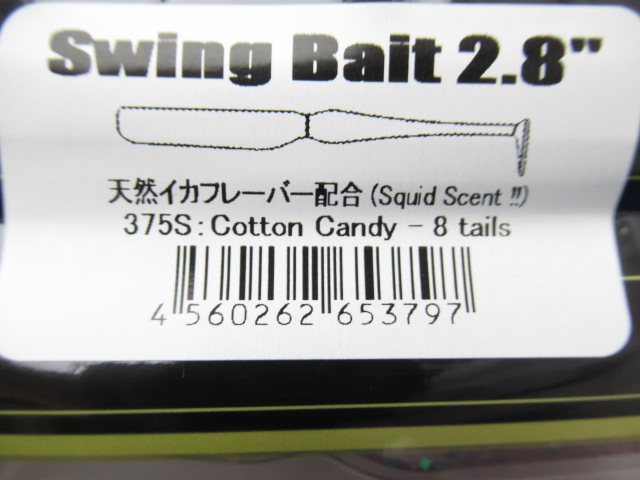 Swing Bait 2.8"
天然イカフレーバー配合 (Squid Scent !!)
375S: Cotton Candy - 8 tails
4 560262 653797